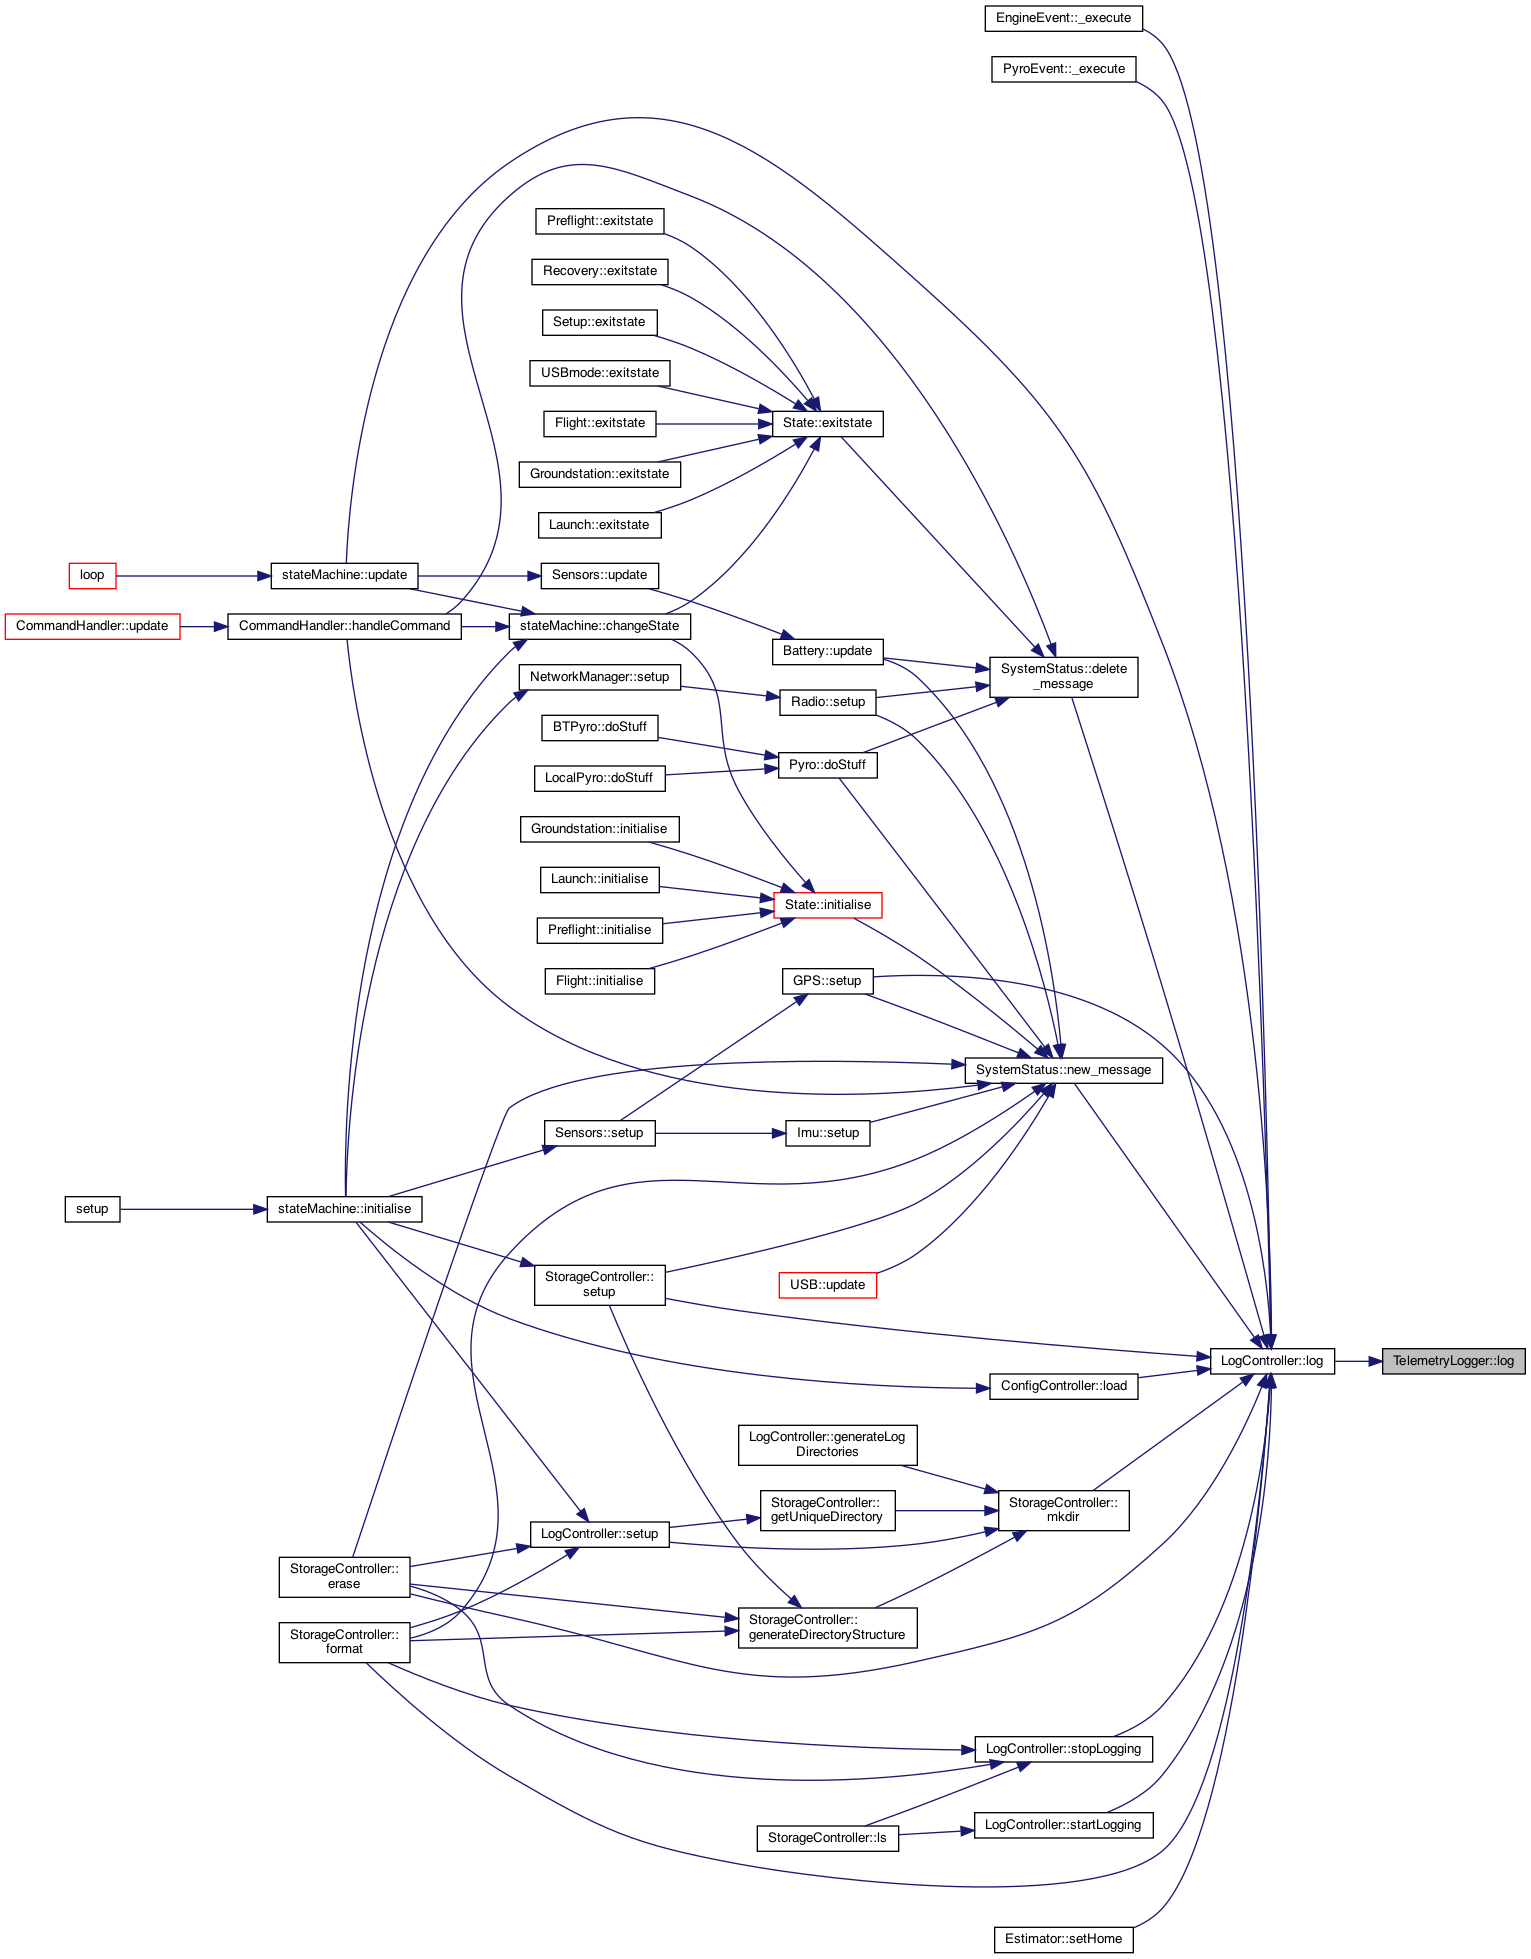 EngineEvent::_execute
PyroEvent::_execute
Preflight::exitstate
Recovery::exitstate
Setup::exitstate
USBmode::exitstate
Flight::exitstate
State::exitstate
Groundstation::exitstate
Launch::exitstate
loop
stateMachine::update
Sensors::update
CommandHandler::update
CommandHandler::handleCommand
stateMachine::changeState
Battery::update
SystemStatus::delete
_message
NetworkManager::setup
Radio::setup
BTPyro::doStuff
Pyro::doStuff
LocalPyro::doStuff
Groundstation::initialise
Launch::initialise
State::initialise
Preflight::initialise
Flight::initialise
GPS::setup
SystemStatus::new_message
Sensors::setup
Imu::setup
setup
stateMachine::initialise
StorageController::
setup
USB::update
LogController::log
TelemetryLogger::log
ConfigController::load
LogController::generateLog
Directories
StorageController::
getUniqueDirectory
StorageController::
mkdir
LogController::setup
StorageController::
erase
StorageController::
format
StorageController::
generateDirectoryStructure
LogController::stopLogging
LogController::startLogging
StorageController::ls
Estimator::setHome